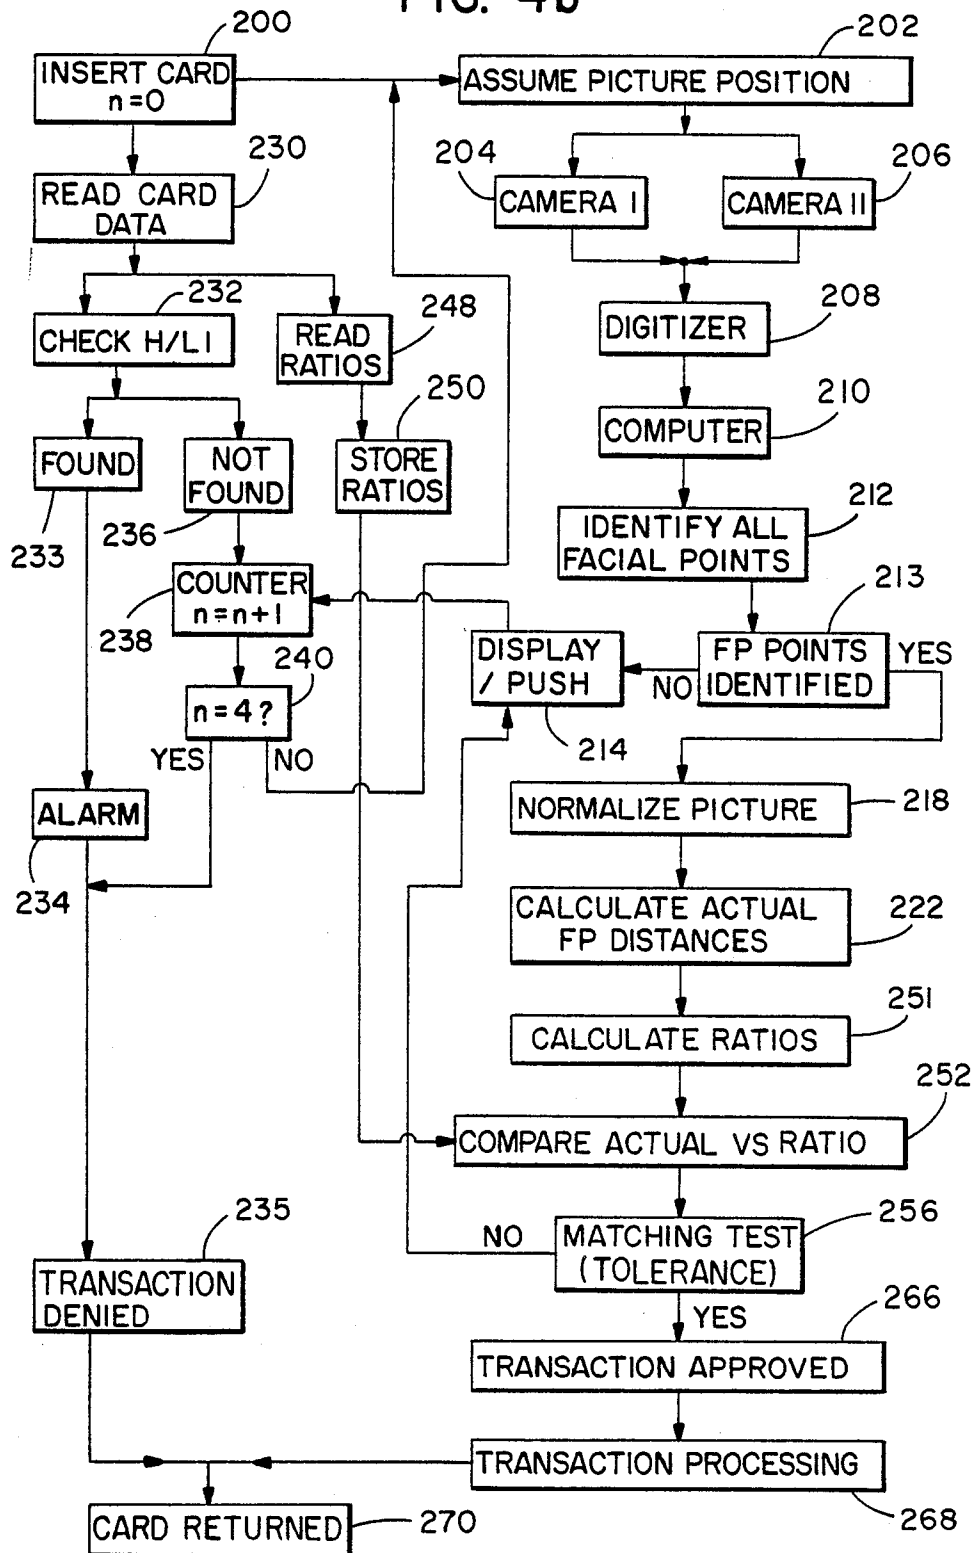 FIG. 4b
200
202
INSERT CARD
n=0
ASSUME PICTURE POSITION
230
204
206
READ CARD
DATA
CAMERA I
CAMERA II
232
248
208
CHECK H/LI
READ
RATIOS
DIGITIZER
250
210
FOUND
NOT
FOUND
STORE
RATIOS
COMPUTER
233
236
212
IDENTIFY ALL
FACIAL POINTS
COUNTER
n=n+1
238
213
240
DISPLAY
/ PUSH
FP POINTS
IDENTIFIED
YES
NO
n=4?
YES
NO
214
ALARM
NORMALIZE PICTURE
218
234
CALCULATE ACTUAL
FP DISTANCES
222
251
CALCULATE RATIOS
252
COMPARE ACTUAL VS RATIO
235
NO
MATCHING TEST
(TOLERANCE)
256
TRANSACTION
DENIED
YES
266
TRANSACTION APPROVED
TRANSACTION PROCESSING
268
CARD RETURNED
270